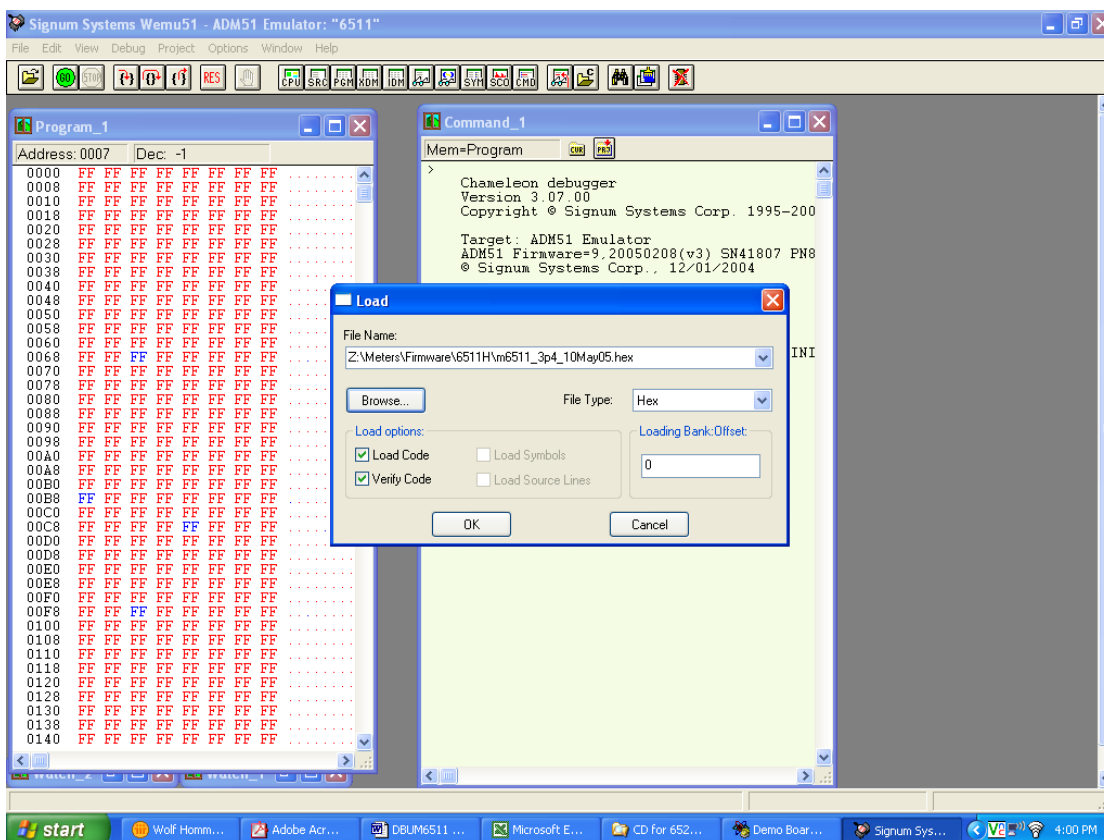 Signum Systems Wemu51 - ADM51 Emulator: "6511"
File Edit View Debug Project Options Window Help
GO STOP RES CPU SRC PGM XDM IDM SYM SCO CMD
Program_1
Address: 0007 Dec: -1
0000 FF FF FF FF FF FF FF FF ........
0008 FF FF FF FF FF FF FF FF ........
0010 FF FF FF FF FF FF FF FF ........
0018 FF FF FF FF FF FF FF FF ........
0020 FF FF FF FF FF FF FF FF ........
0028 FF FF FF FF FF FF FF FF ........
0030 FF FF FF FF FF FF FF FF ........
0038 FF FF FF FF FF FF FF FF ........
0040 FF FF FF FF FF FF FF FF ........
0048 FF FF FF FF FF FF FF FF
0050 FF FF FF FF FF FF FF FF
0058 FF FF FF FF FF FF FF FF
0060 FF FF FF FF FF FF FF FF
0068 FF FF FF FF FF FF FF FF
0070 FF FF FF FF FF FF FF FF
0078 FF FF FF FF FF FF FF FF
0080 FF FF FF FF FF FF FF FF
0088 FF FF FF FF FF FF FF FF
0090 FF FF FF FF FF FF FF FF
0098 FF FF FF FF FF FF FF FF
00A0 FF FF FF FF FF FF FF FF
00A8 FF FF FF FF FF FF FF FF
00B0 FF FF FF FF FF FF FF FF
00B8 FF FF FF FF FF FF FF FF
00C0 FF FF FF FF FF FF FF FF
00C8 FF FF FF FF FF FF FF FF
00D0 FF FF FF FF FF FF FF FF
00D8 FF FF FF FF FF FF FF FF ........
00E0 FF FF FF FF FF FF FF FF ........
00E8 FF FF FF FF FF FF FF FF ........
00F0 FF FF FF FF FF FF FF FF ........
00F8 FF FF FF FF FF FF FF FF ........
0100 FF FF FF FF FF FF FF FF ........
0108 FF FF FF FF FF FF FF FF ........
0110 FF FF FF FF FF FF FF FF ........
0118 FF FF FF FF FF FF FF FF ........
0120 FF FF FF FF FF FF FF FF ........
0128 FF FF FF FF FF FF FF FF ........
0130 FF FF FF FF FF FF FF FF ........
0138 FF FF FF FF FF FF FF FF ........
0140 FF FF FF FF FF FF FF FF ........
Watch_2 Watch_1
Command_1
Mem=Program CUR PRJ
>
Chameleon debugger
Version 3.07.00
Copyright © Signum Systems Corp. 1995-200
Target: ADM51 Emulator
ADM51 Firmware=9,20050208(v3) SN41807 PN8
© Signum Systems Corp., 12/01/2004
INI
Load
File Name:
Z:\Meters\Firmware\6511H\m6511_3p4_10May05.hex
Browse... File Type: Hex
Load options: Loading Bank:Offset:
Load Code Load Symbols 0
Verify Code Load Source Lines
OK Cancel
start Wolf Homm... Adobe Acr... DBUM6511 ... Microsoft E... CD for 652... Demo Boar... Signum Sys... 4:00 PM